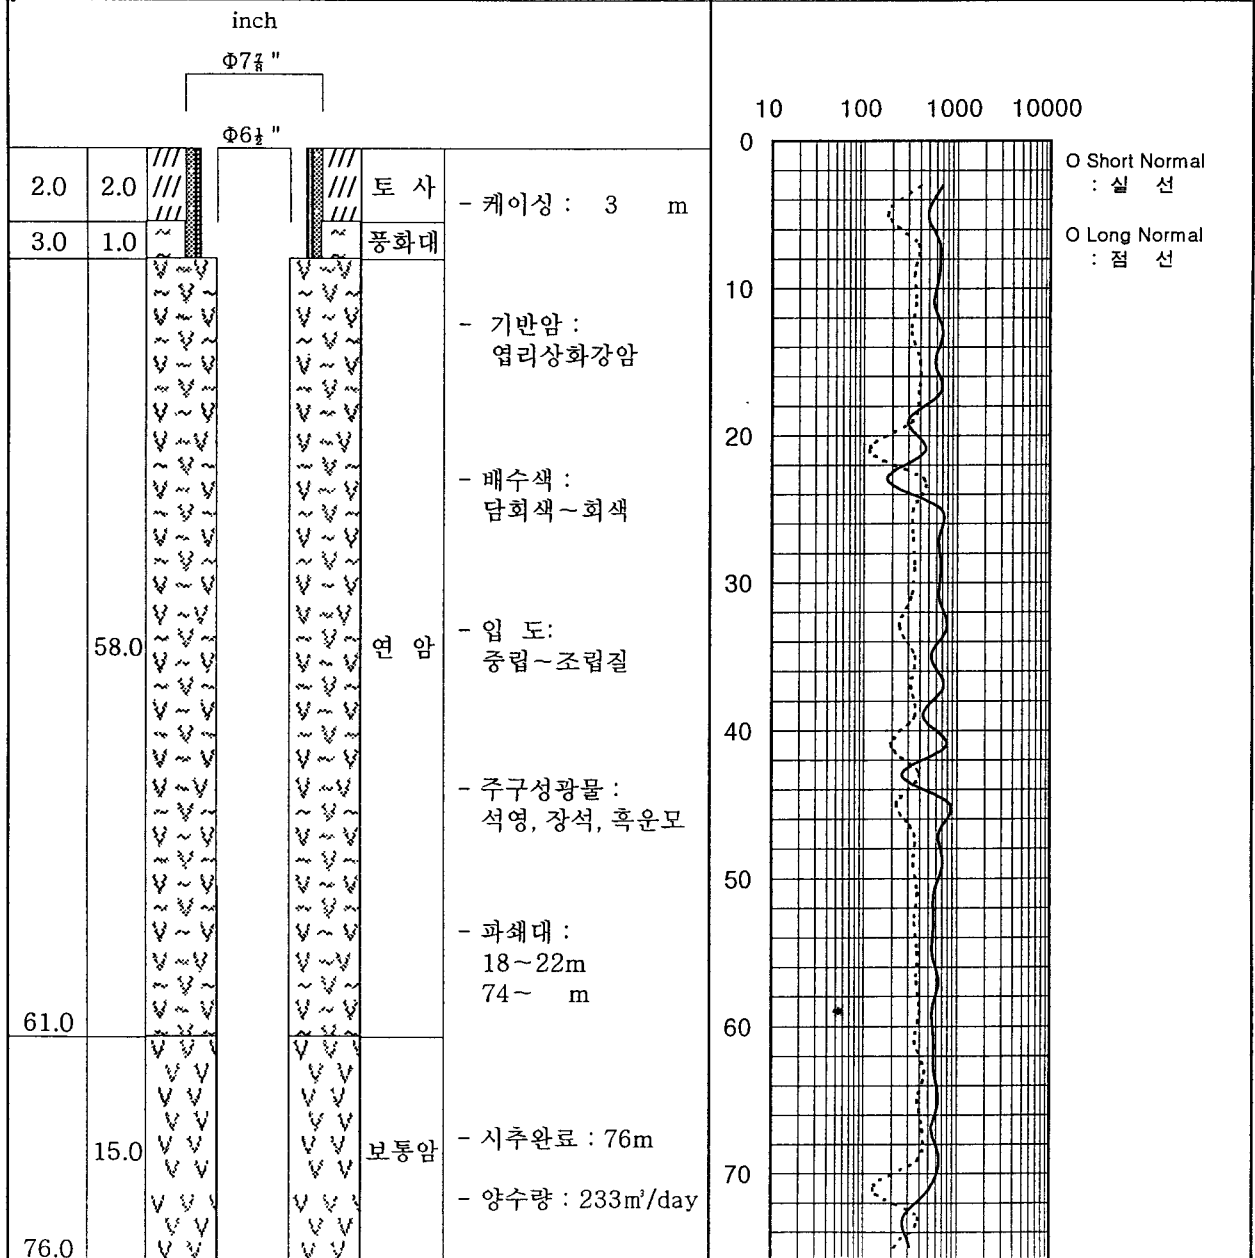 inch
Φ7⅞"
Φ6½"
2.0 2.0 토 사
3.0 1.0 풍화대
- 케이싱 : 3 m
- 기반암 :
엽리상화강암
- 배수색 :
담회색~회색
58.0 연 암
- 입 도:
중립~조립질
- 주구성광물 :
석영, 장석, 흑운모
- 파쇄대 :
18~22m
74~ m
61.0
15.0 보통암
- 시추완료 : 76m
- 양수량 : 233㎥/day
76.0
10 100 1000 10000
0
10
20
30
40
50
60
70
O Short Normal
: 실 선
O Long Normal
: 점 선